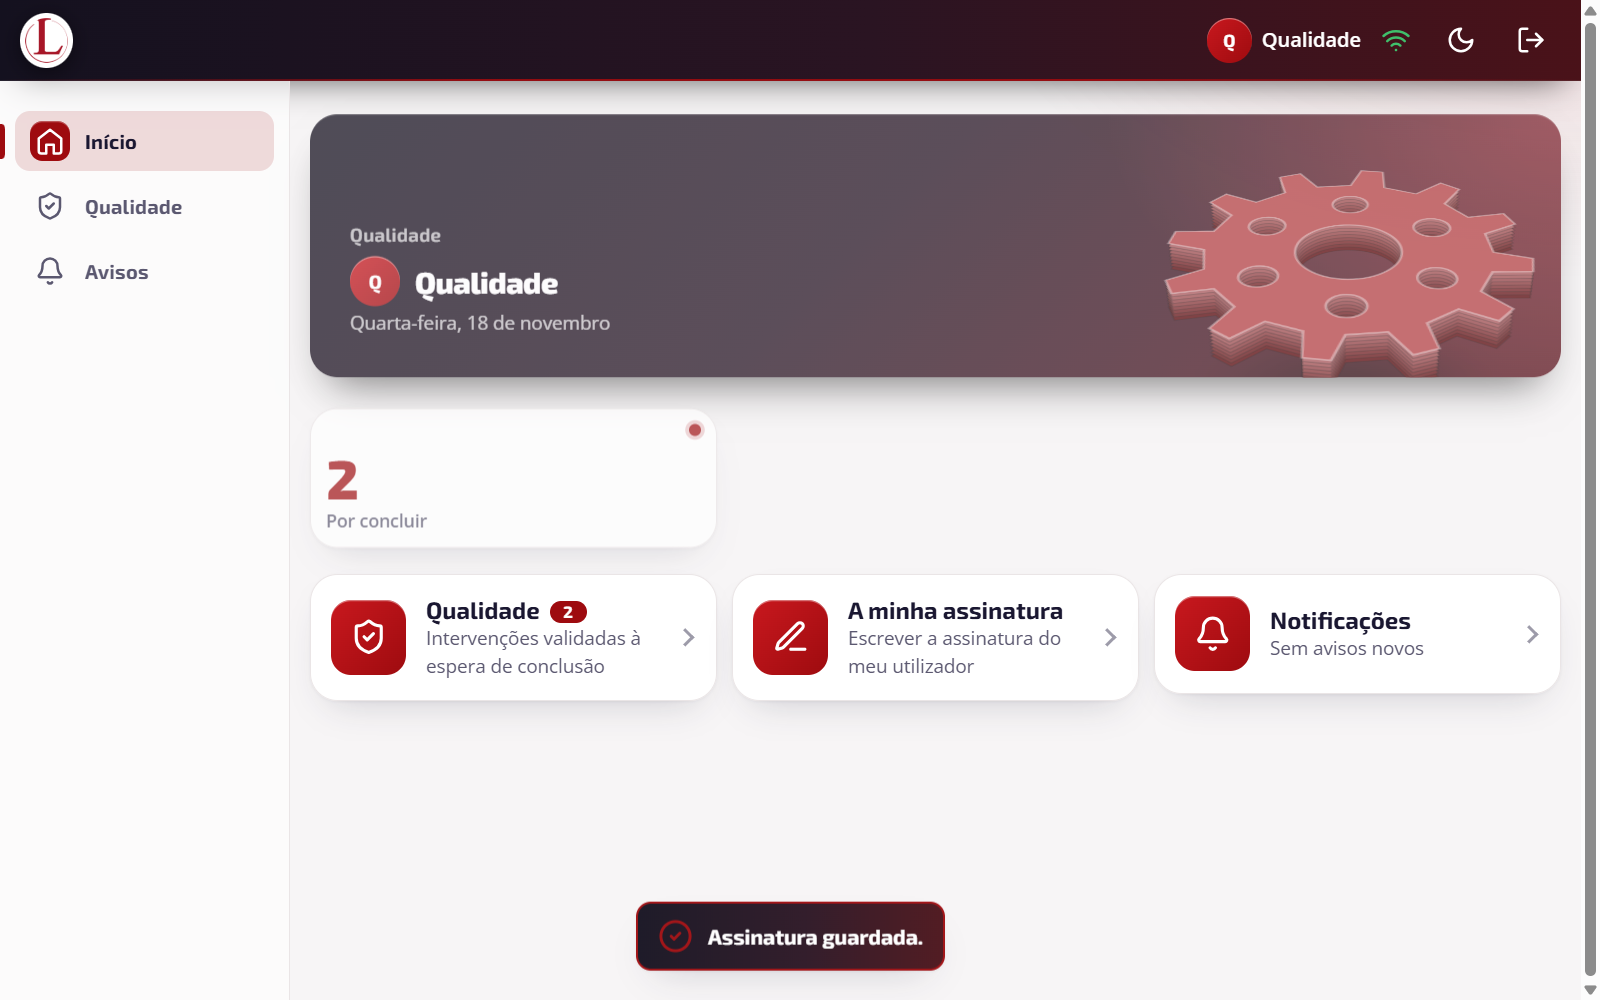 L
Q
Qualidade
Início
Qualidade
Avisos
Qualidade
Q
Qualidade
Quarta-feira, 18 de novembro
2
Por concluir
Qualidade 2
Intervenções validadas à
espera de conclusão
A minha assinatura
Escrever a assinatura do
meu utilizador
Notificações
Sem avisos novos
Assinatura guardada.